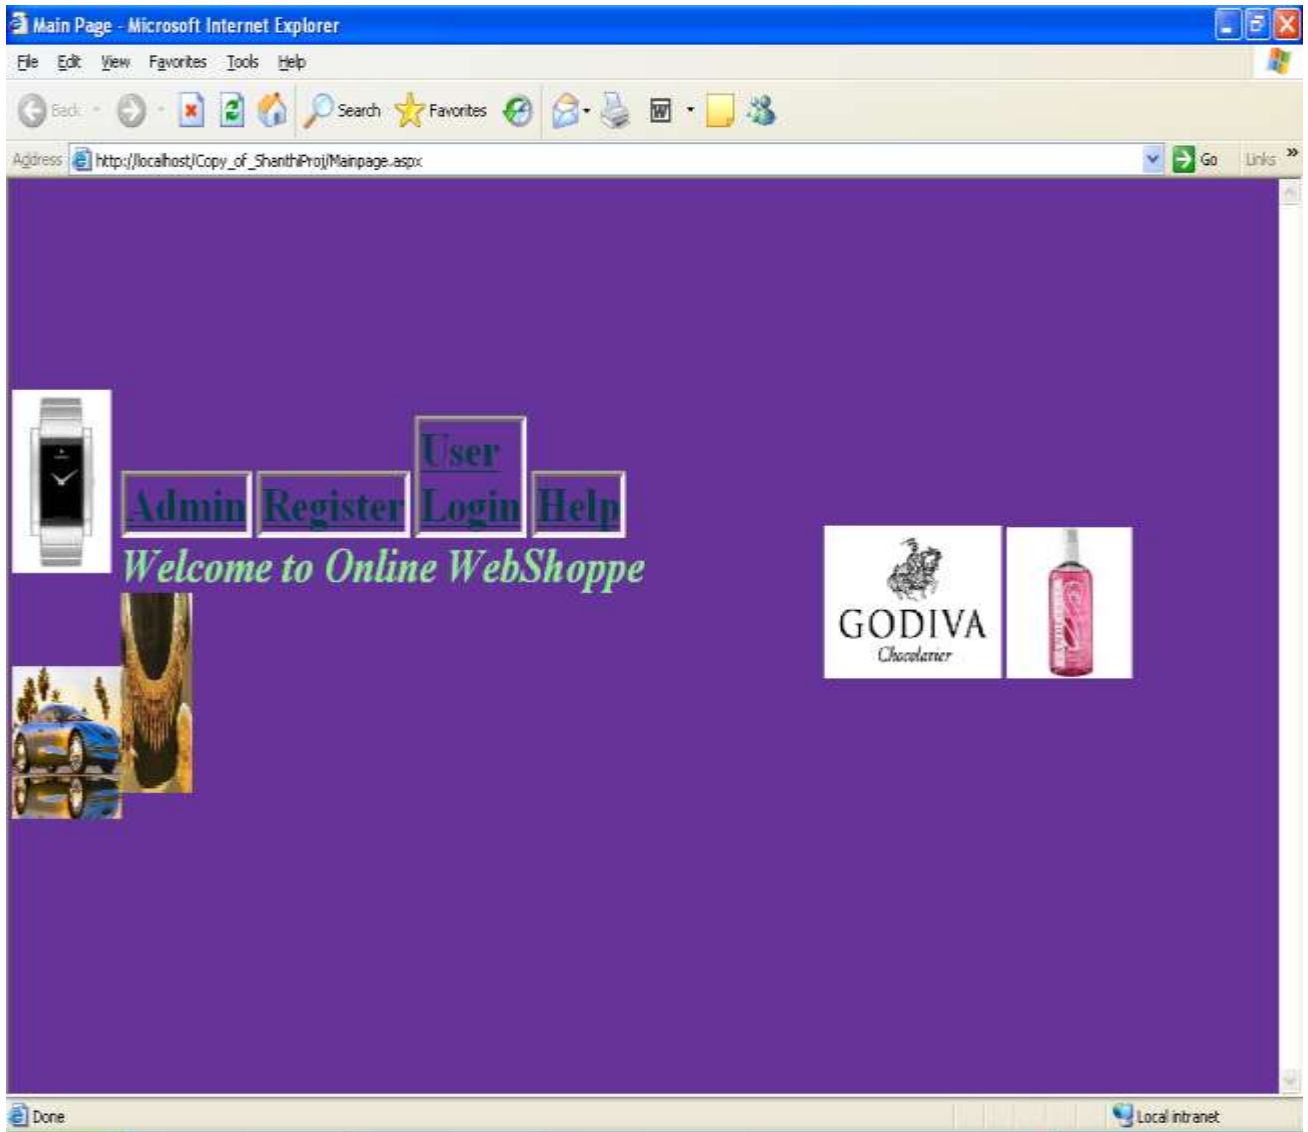 Main Page - Microsoft Internet Explorer
File Edit View Favorites Tools Help
Back Search Favorites
Address http://localhost/Copy_of_ShanthiProj/Mainpage.aspx Go Links »
User
Admin Register Login Help
Welcome to Online WebShoppe
GODIVA
Chocolatier
Done Local intranet